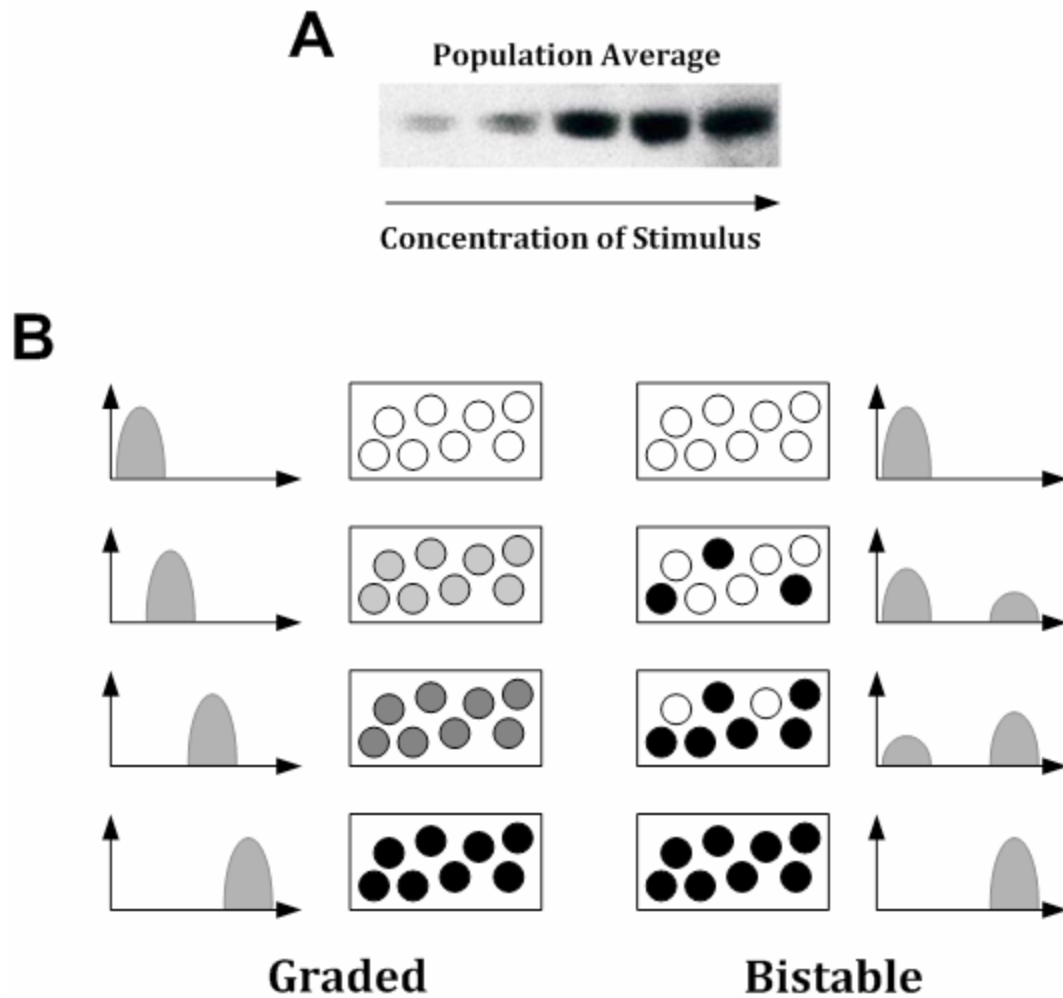 A
Population Average
Concentration of Stimulus
B
Graded
Bistable